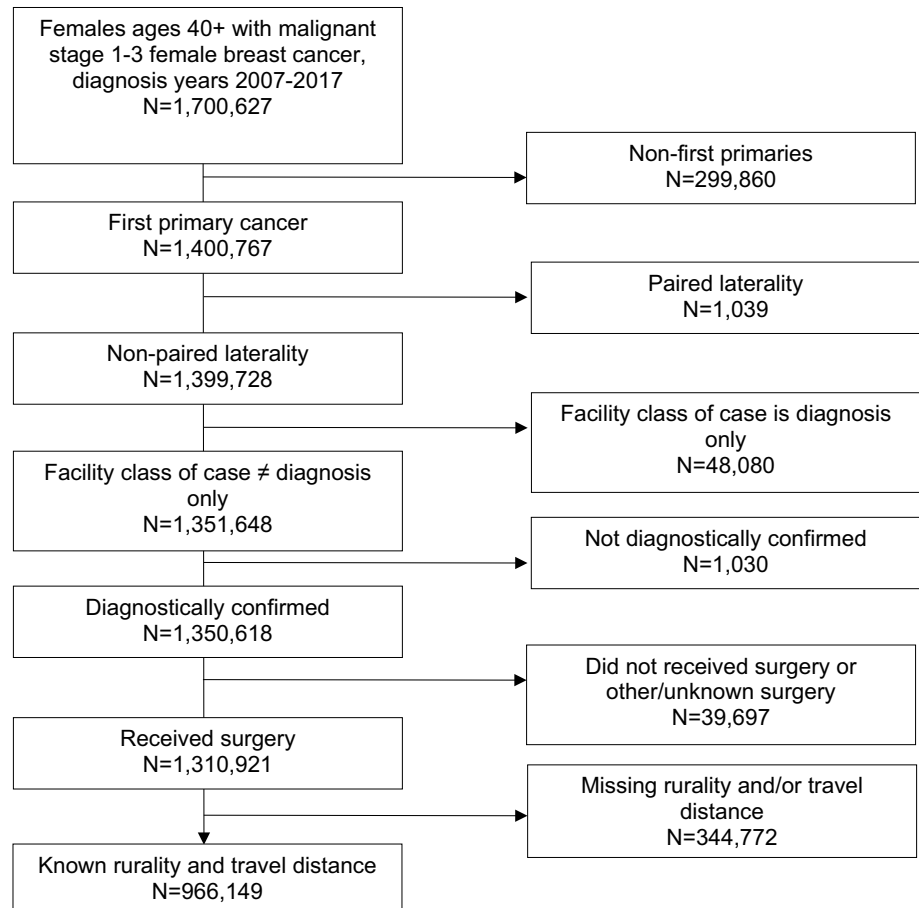 Females ages 40+ with malignant
stage 1-3 female breast cancer,
diagnosis years 2007-2017
N=1,700,627
Non-first primaries
N=299,860
First primary cancer
N=1,400,767
Paired laterality
N=1,039
Non-paired laterality
N=1,399,728
Facility class of case is diagnosis
only
N=48,080
Facility class of case ≠ diagnosis
only
N=1,351,648
Not diagnostically confirmed
N=1,030
Diagnostically confirmed
N=1,350,618
Did not received surgery or
other/unknown surgery
N=39,697
Received surgery
N=1,310,921
Missing rurality and/or travel
distance
N=344,772
Known rurality and travel distance
N=966,149